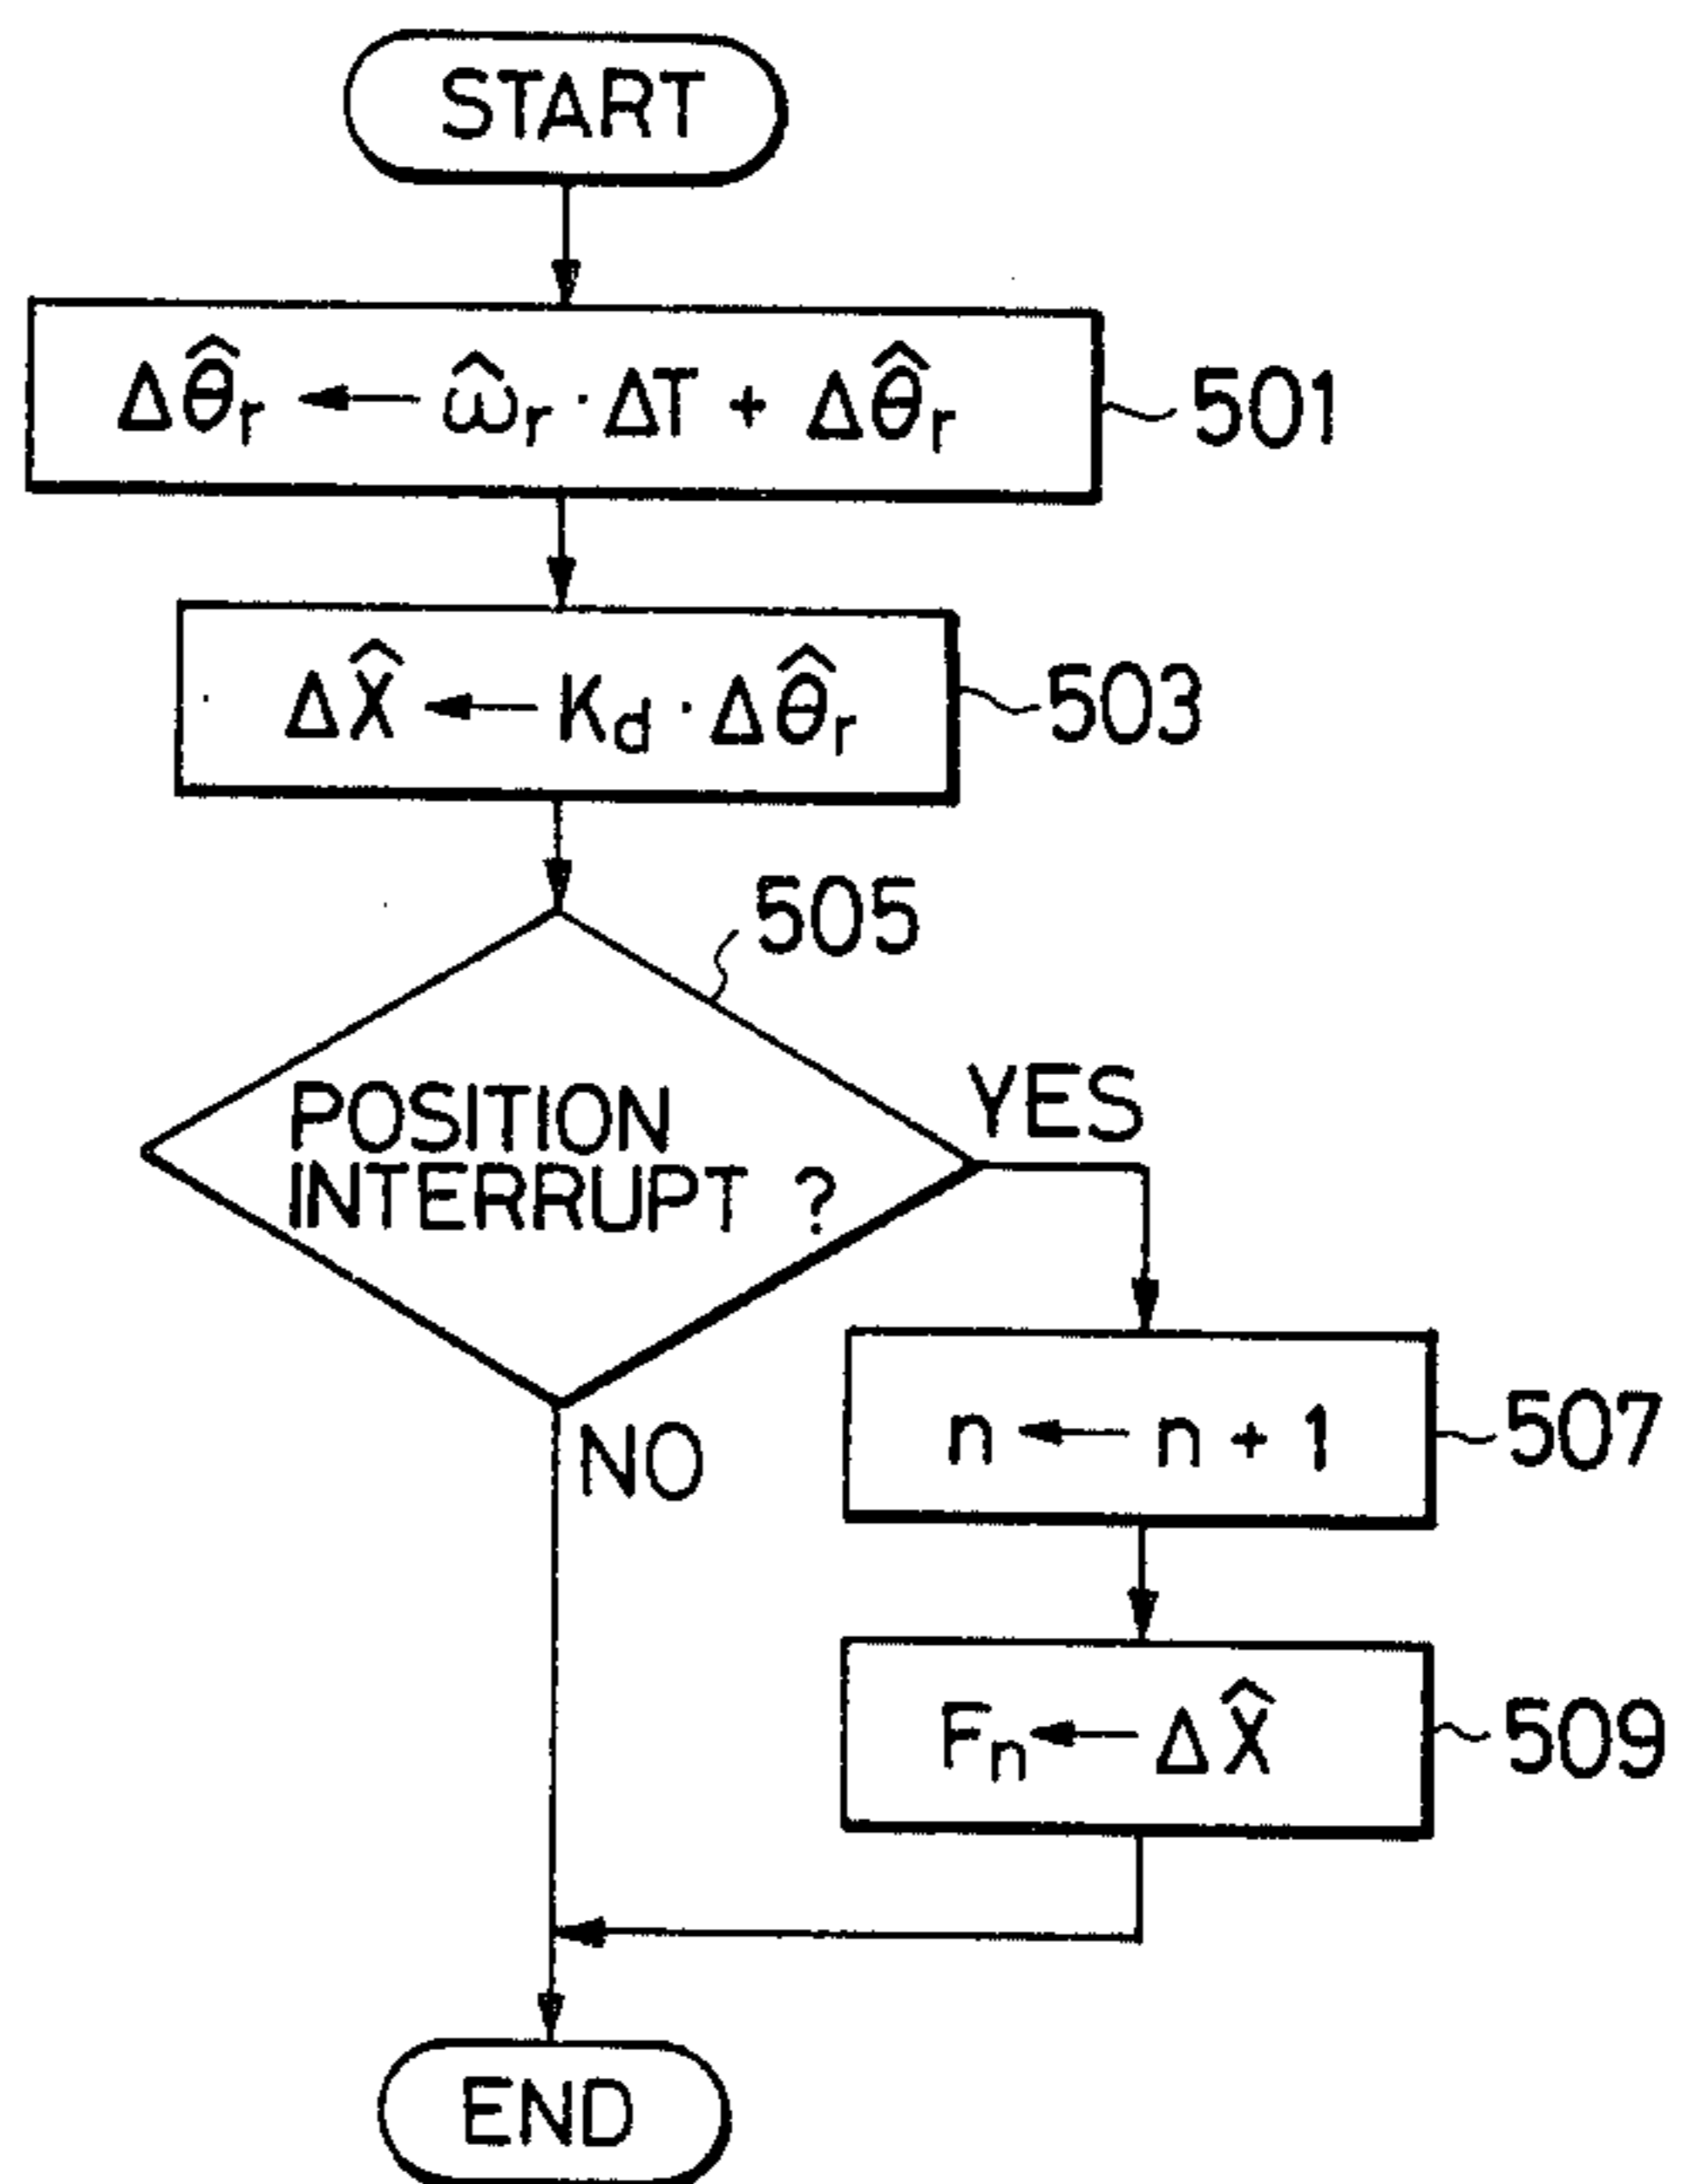 START
Δθ̂r ← ω̂r · ΔT + Δθ̂r
501
ΔX̂ ← Kd · Δθ̂r
503
505
POSITION
INTERRUPT ?
YES
NO
n ← n + 1
507
Fn ← ΔX̂
509
END